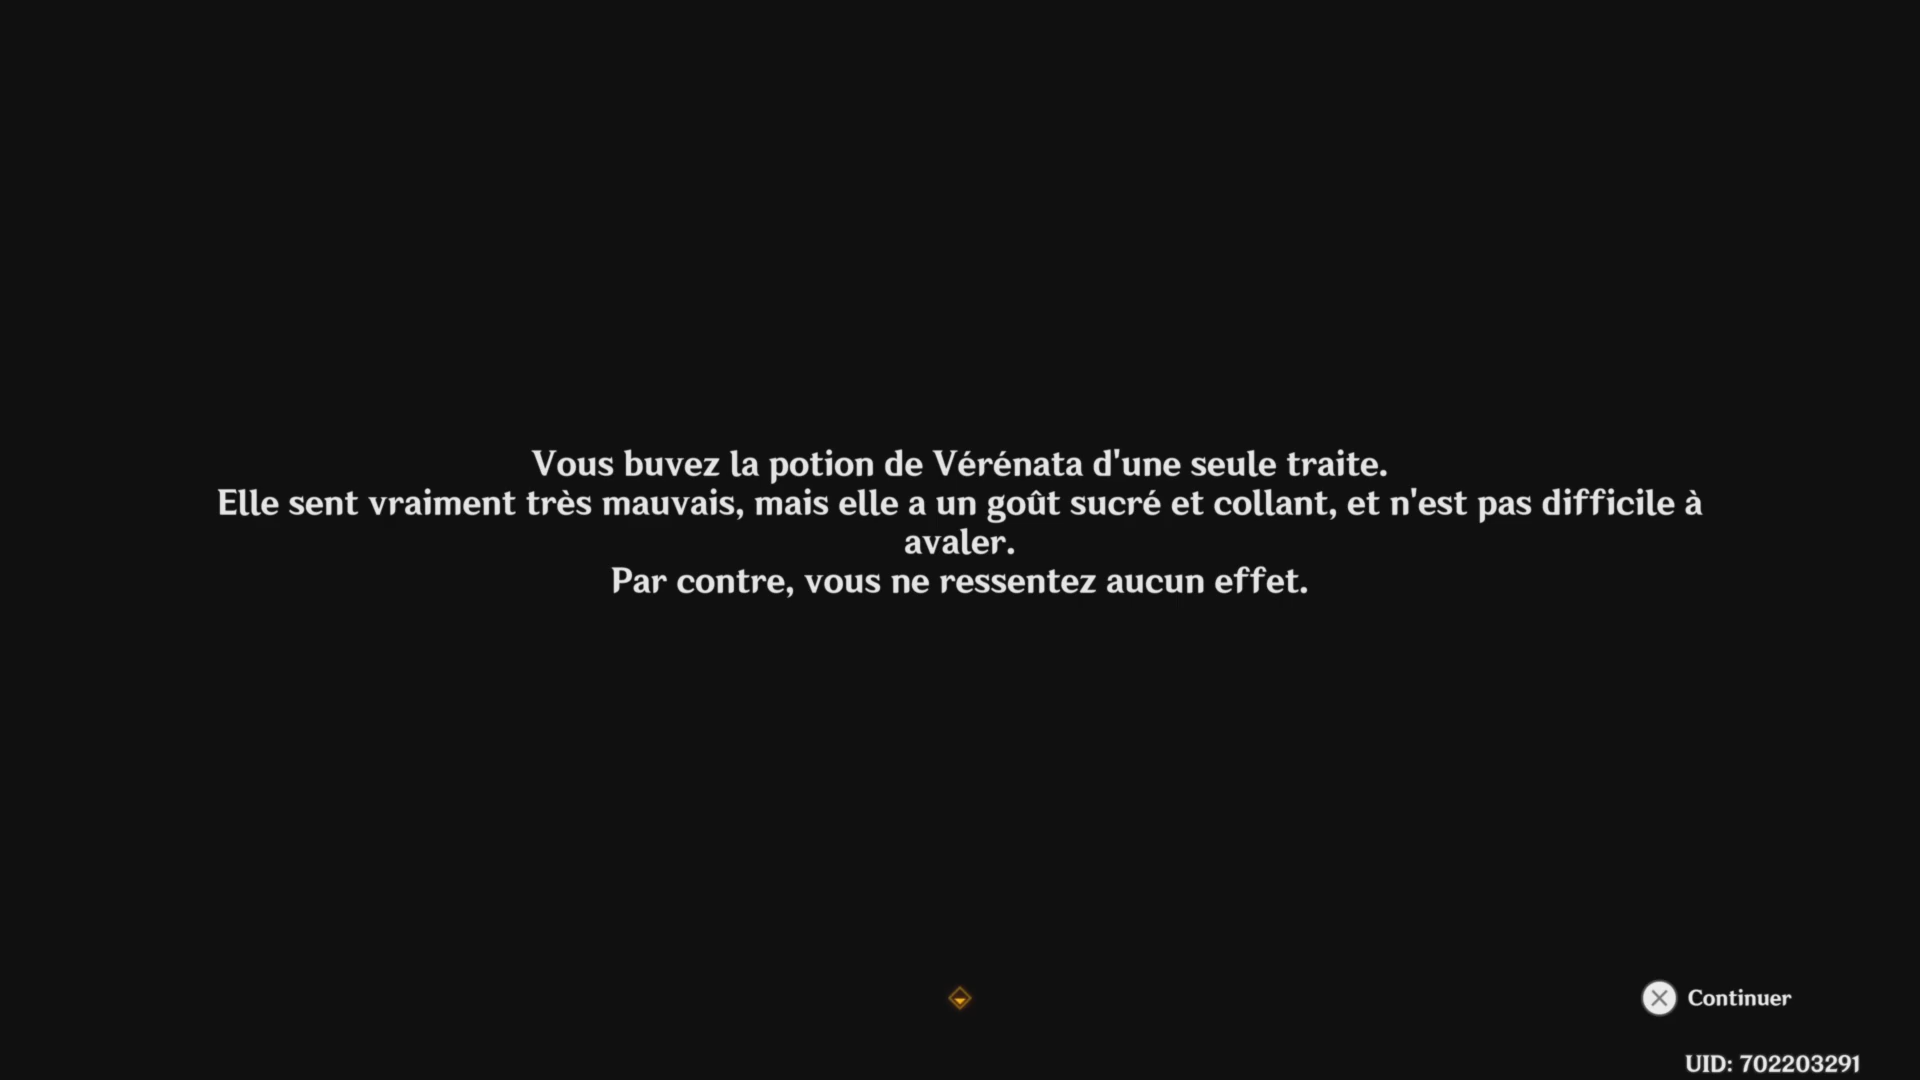 Vous buvez la potion de Vérénata d'une seule traite.
Elle sent vraiment très mauvais, mais elle a un goût sucré et collant, et n'est pas difficile à
avaler.
Par contre, vous ne ressentez aucun effet.
Continuer
UID: 702203291